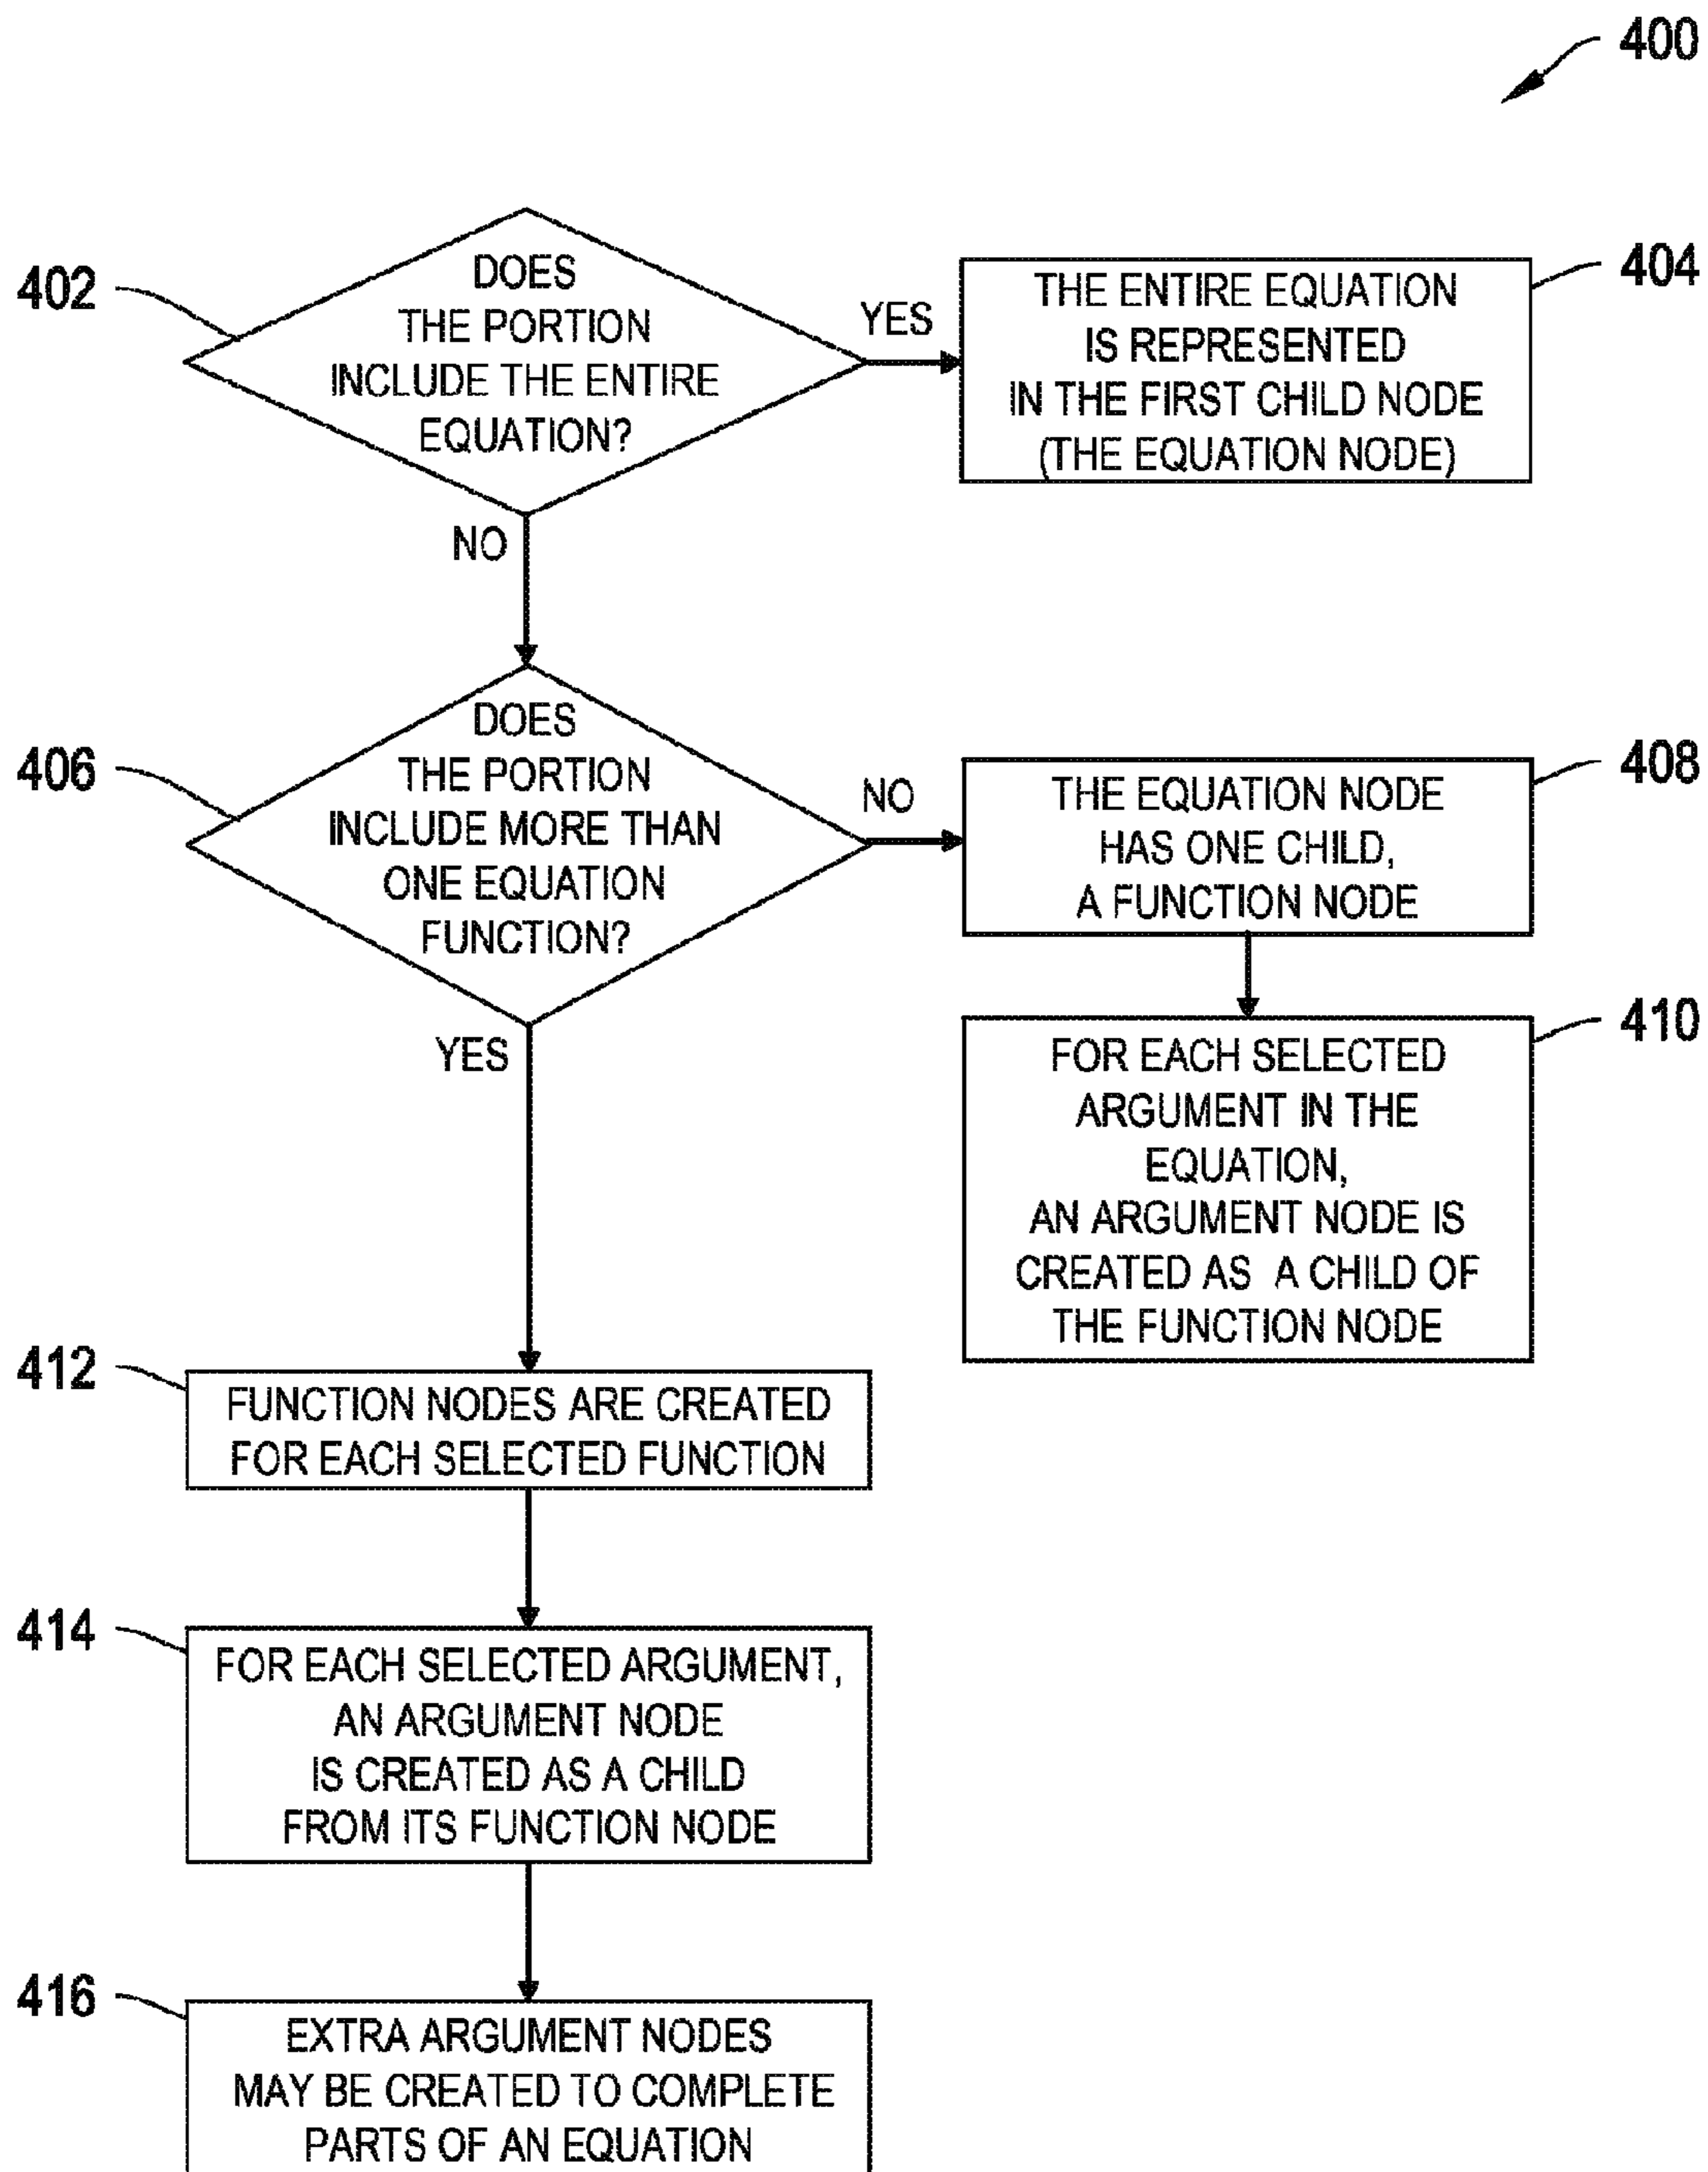 400
402
DOES
THE PORTION
INCLUDE THE ENTIRE
EQUATION?
YES
404
THE ENTIRE EQUATION
IS REPRESENTED
IN THE FIRST CHILD NODE
(THE EQUATION NODE)
NO
406
DOES
THE PORTION
INCLUDE MORE THAN
ONE EQUATION
FUNCTION?
NO
408
THE EQUATION NODE
HAS ONE CHILD,
A FUNCTION NODE
410
FOR EACH SELECTED
ARGUMENT IN THE
EQUATION,
AN ARGUMENT NODE IS
CREATED AS A CHILD OF
THE FUNCTION NODE
YES
412
FUNCTION NODES ARE CREATED
FOR EACH SELECTED FUNCTION
414
FOR EACH SELECTED ARGUMENT,
AN ARGUMENT NODE
IS CREATED AS A CHILD
FROM ITS FUNCTION NODE
416
EXTRA ARGUMENT NODES
MAY BE CREATED TO COMPLETE
PARTS OF AN EQUATION